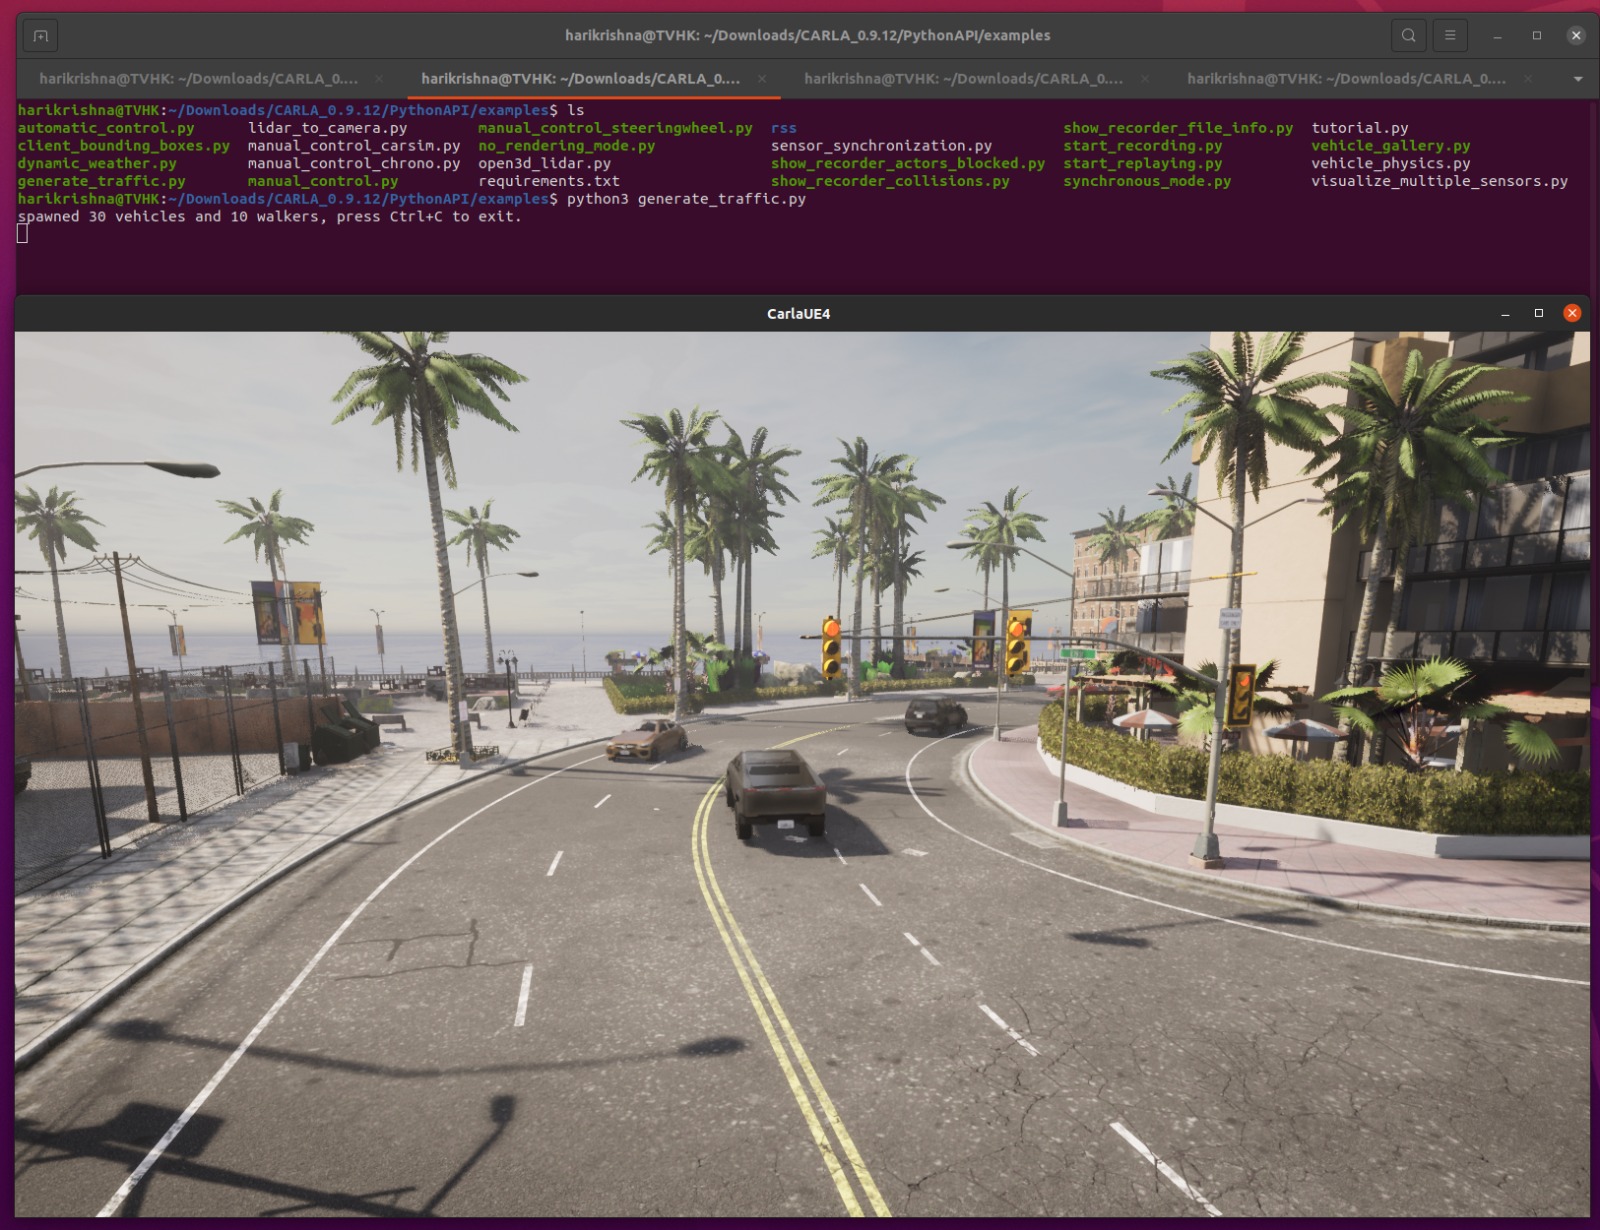 harikrishna@TVHK: ~/Downloads/CARLA_0.9.12/PythonAPI/examples
harikrishna@TVHK: ~/Downloads/CARLA_0.... harikrishna@TVHK: ~/Downloads/CARLA_0.... harikrishna@TVHK: ~/Downloads/CARLA_0.... harikrishna@TVHK: ~/Downloads/CARLA_0....
harikrishna@TVHK:~/Downloads/CARLA_0.9.12/PythonAPI/examples$ ls
automatic_control.py lidar_to_camera.py manual_control_steeringwheel.py rss show_recorder_file_info.py tutorial.py
client_bounding_boxes.py manual_control_carsim.py no_rendering_mode.py sensor_synchronization.py start_recording.py vehicle_gallery.py
dynamic_weather.py manual_control_chrono.py open3d_lidar.py show_recorder_actors_blocked.py start_replaying.py vehicle_physics.py
generate_traffic.py manual_control.py requirements.txt show_recorder_collisions.py synchronous_mode.py visualize_multiple_sensors.py
harikrishna@TVHK:~/Downloads/CARLA_0.9.12/PythonAPI/examples$ python3 generate_traffic.py
spawned 30 vehicles and 10 walkers, press Ctrl+C to exit.
CarlaUE4